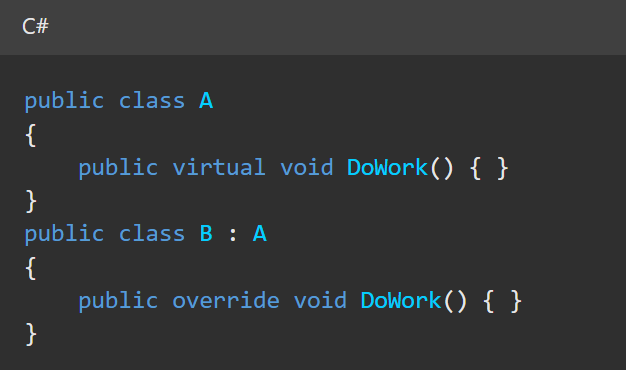 C#
public class A
{
    public virtual void DoWork() { }
}
public class B : A
{
    public override void DoWork() { }
}